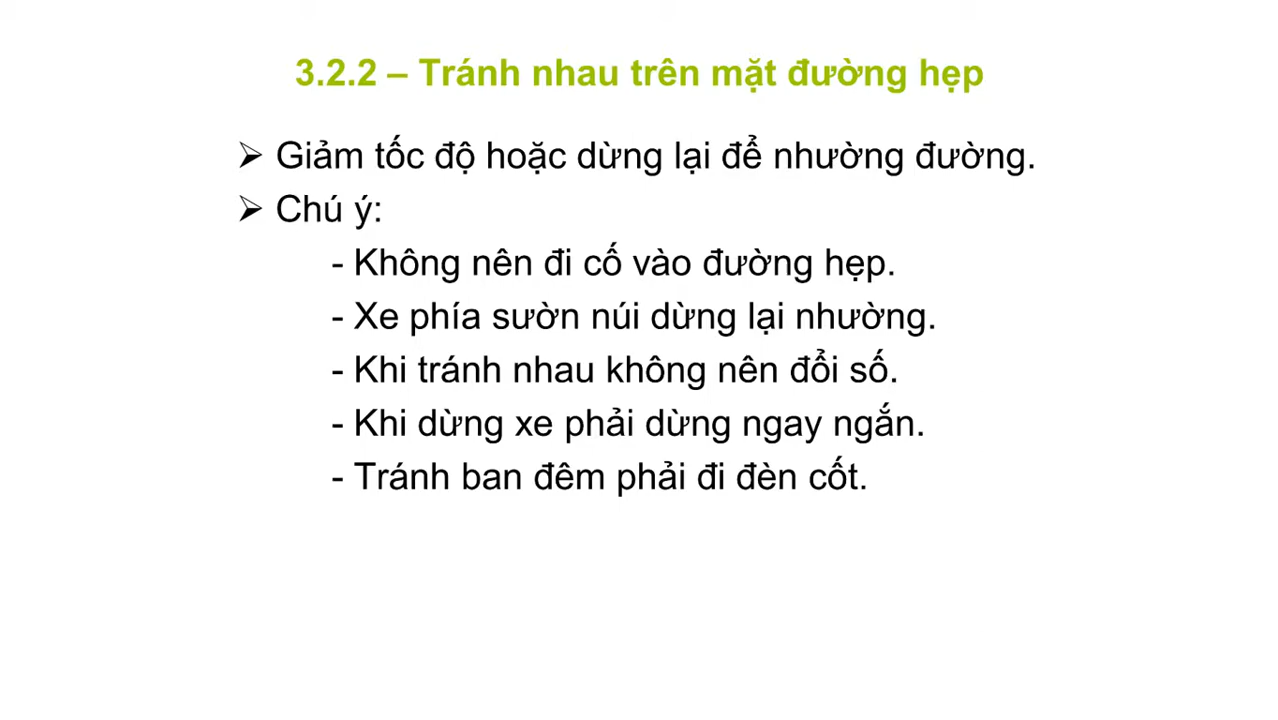 3.2.2 – Tránh nhau trên mặt đường hẹp
➢ Giảm tốc độ hoặc dừng lại để nhường đường.
➢ Chú ý:
- Không nên đi cố vào đường hẹp.
- Xe phía sườn núi dừng lại nhường.
- Khi tránh nhau không nên đổi số.
- Khi dừng xe phải dừng ngay ngắn.
- Tránh ban đêm phải đi đèn cốt.